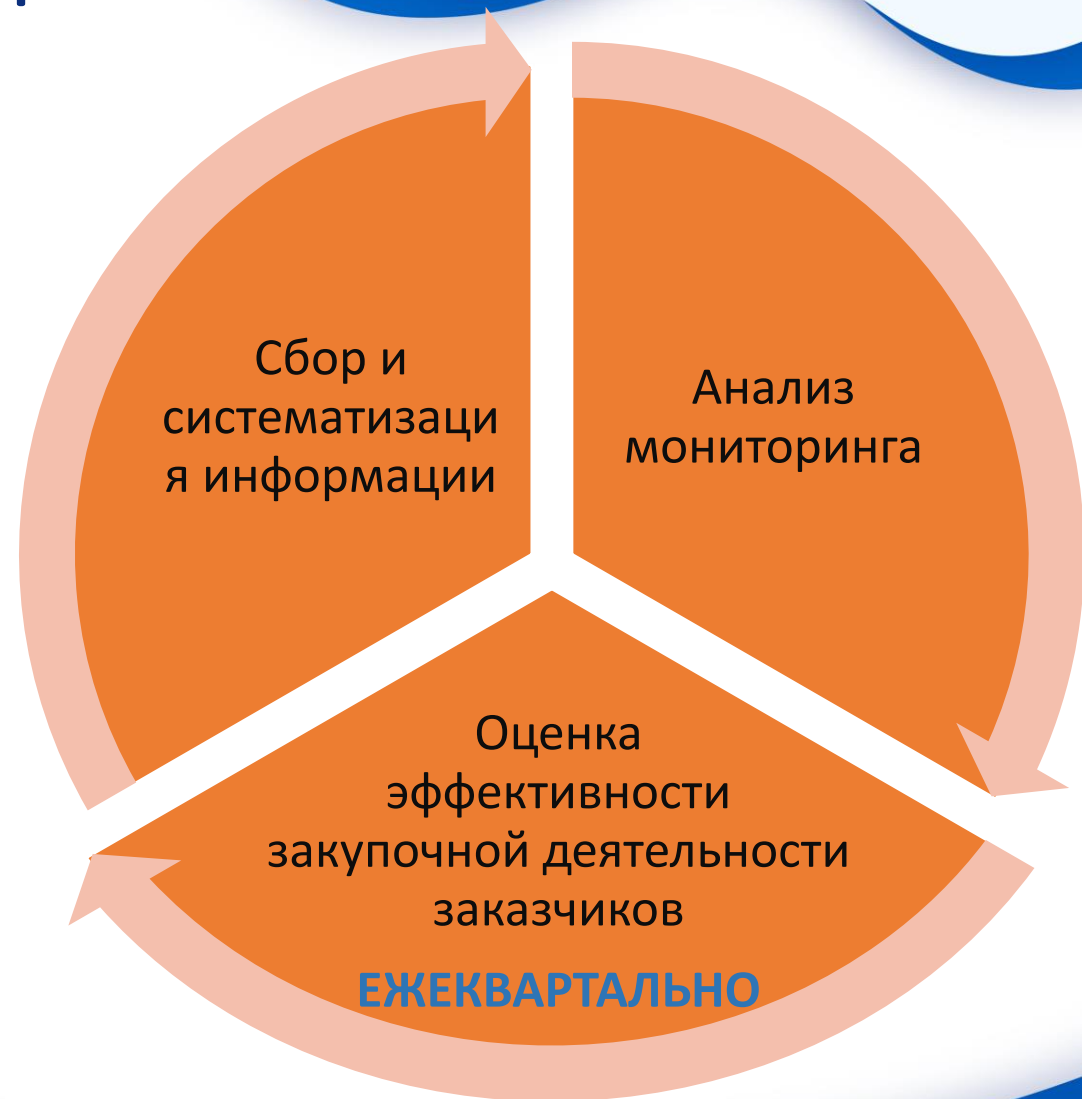 Сбор и
систематизаци
я информации
Анализ
мониторинга
Оценка
эффективности
закупочной деятельности
заказчиков
ЕЖЕКВАРТАЛЬНО